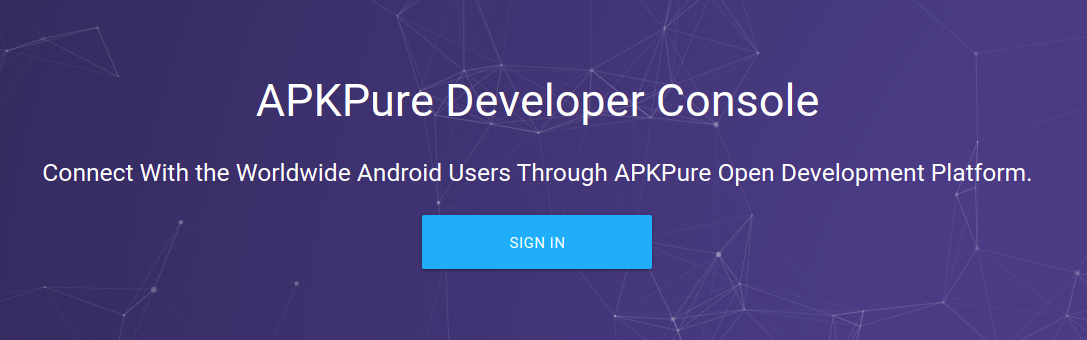 APKPure Developer Console
Connect With the Worldwide Android Users Through APKPure Open Development Platform.
SIGN IN